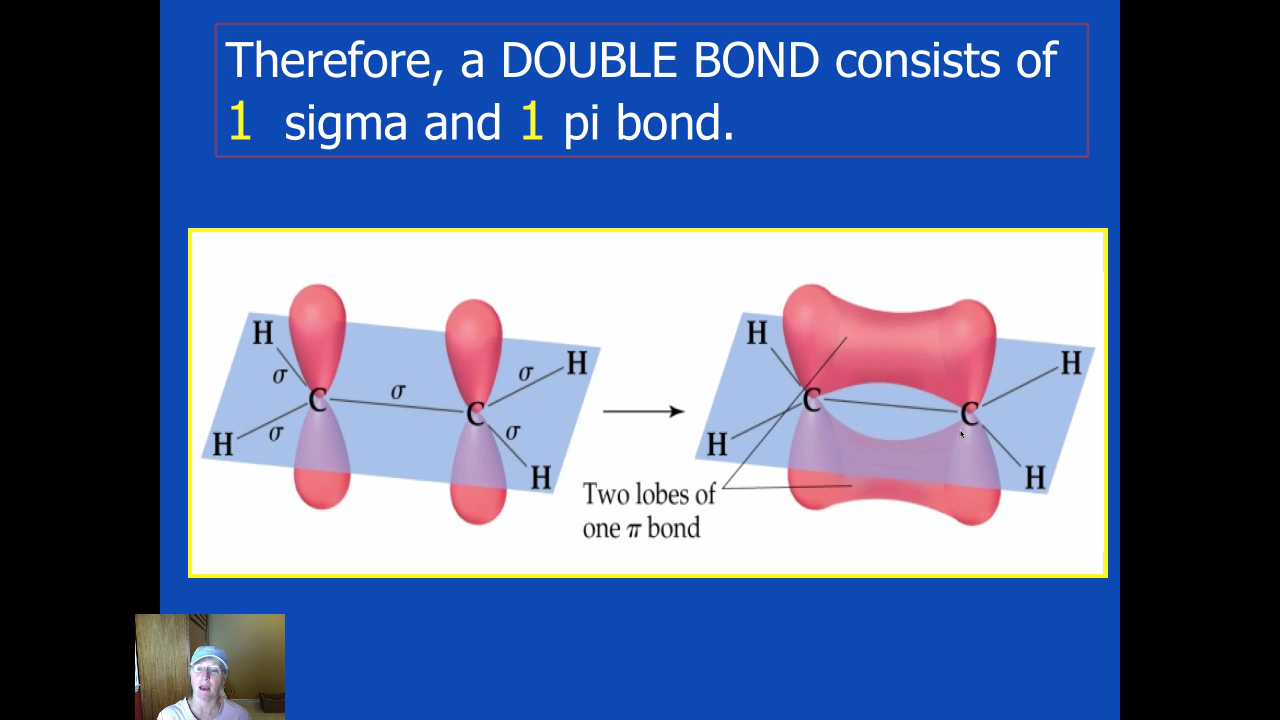 Therefore, a DOUBLE BOND consists of
1 sigma and 1 pi bond.
H
H
σ
σ
C
σ
C
σ
σ
H
H
H
H
C
C
H
H
Two lobes of
one π bond